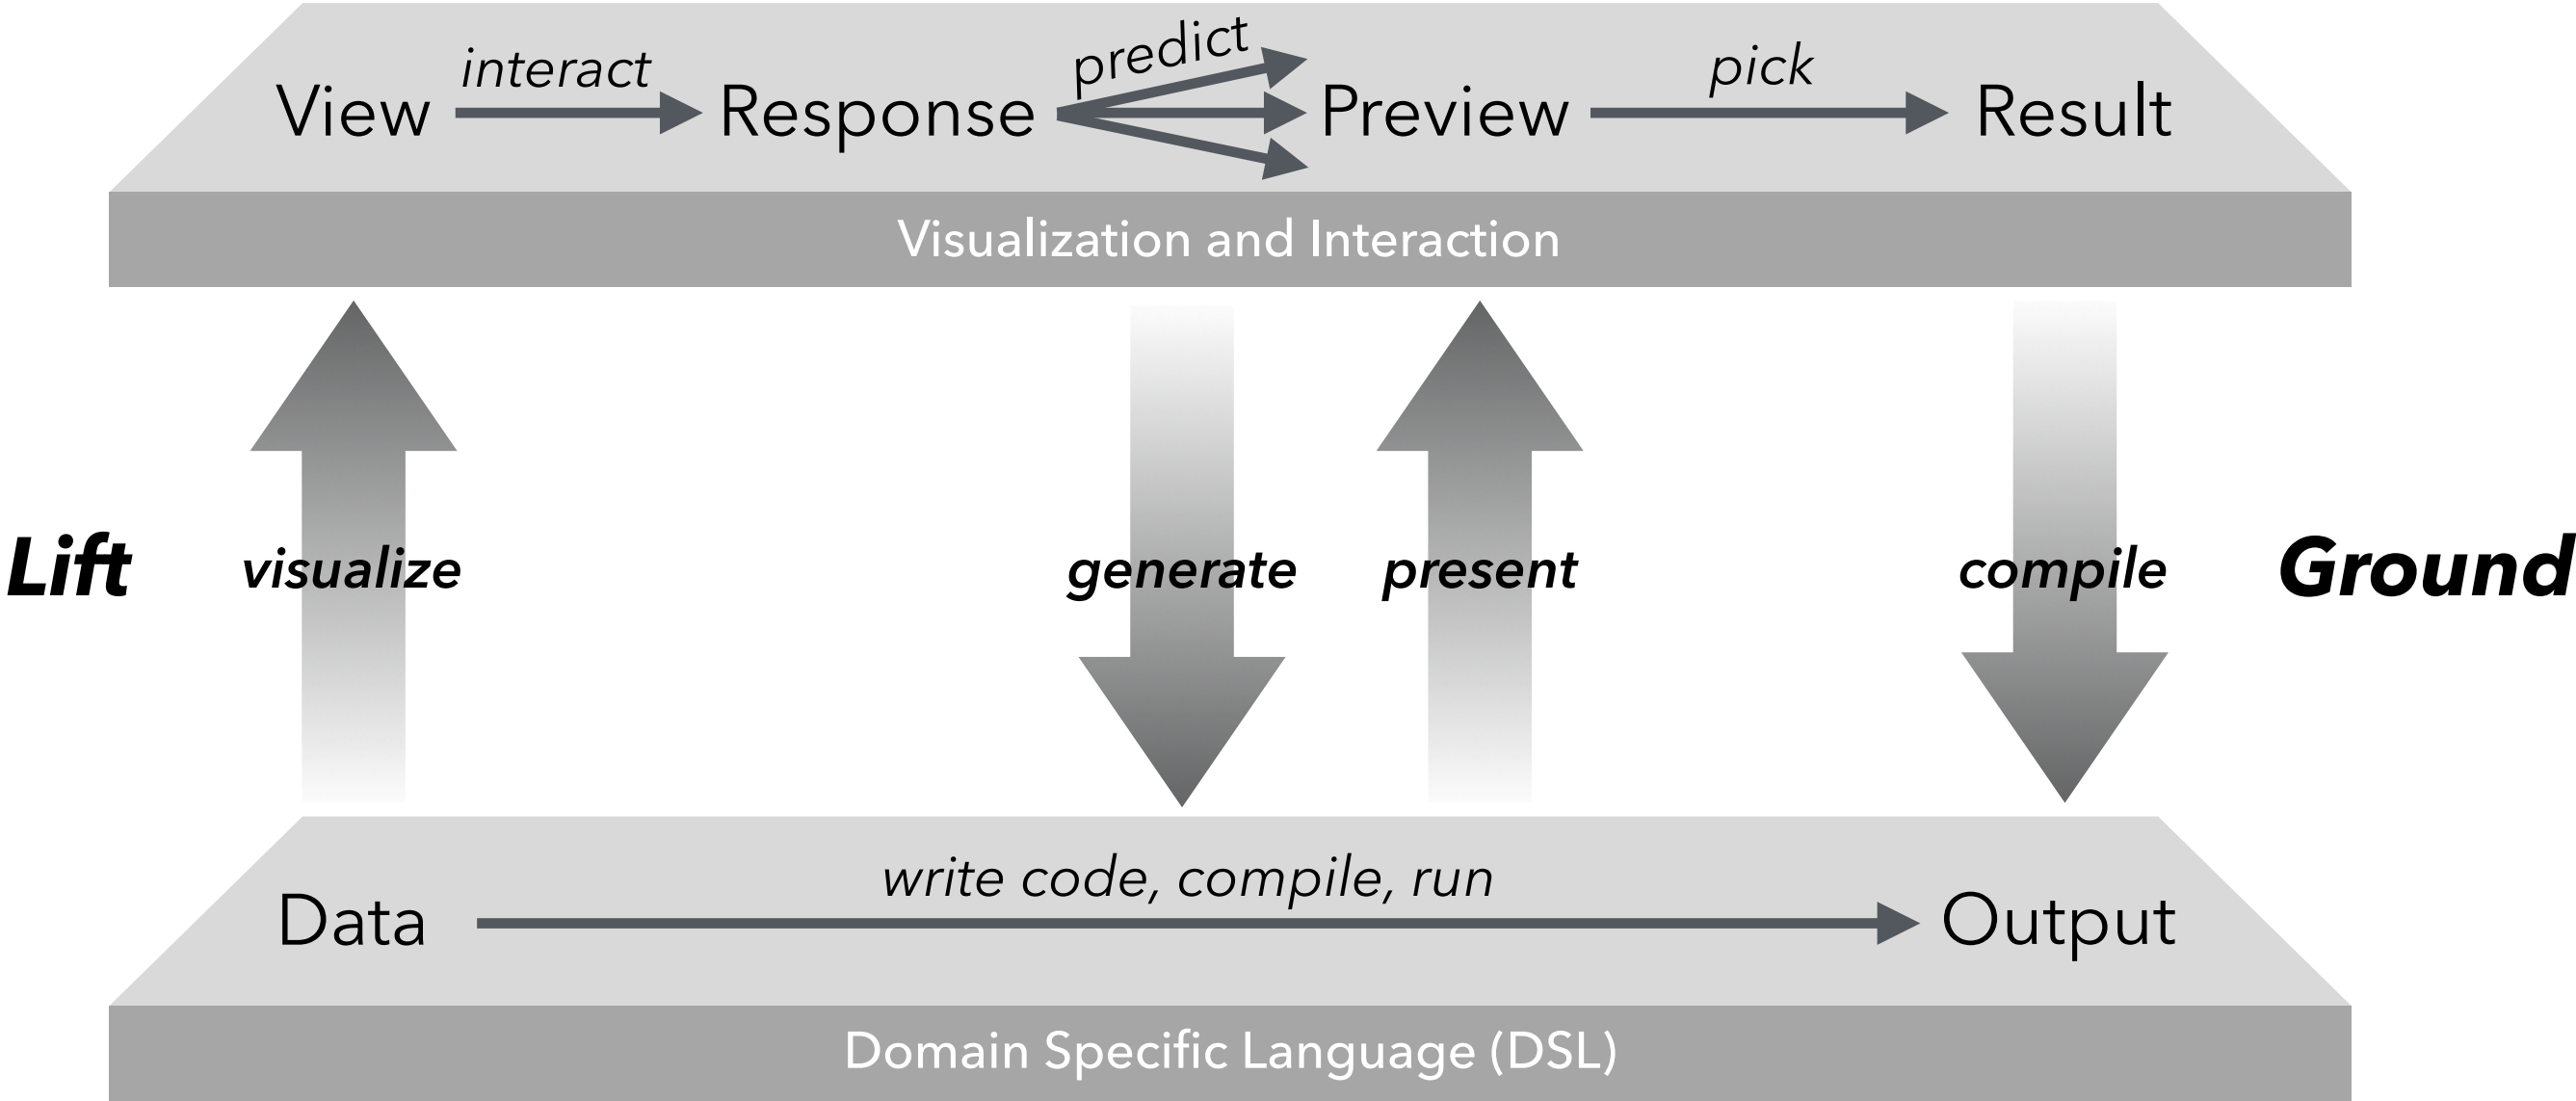 interact
predict
pick
View
Response
Preview
Result
Visualization and Interaction
Lift
visualize
generate
present
compile
Ground
write code, compile, run
Data
Output
Domain Specific Language (DSL)